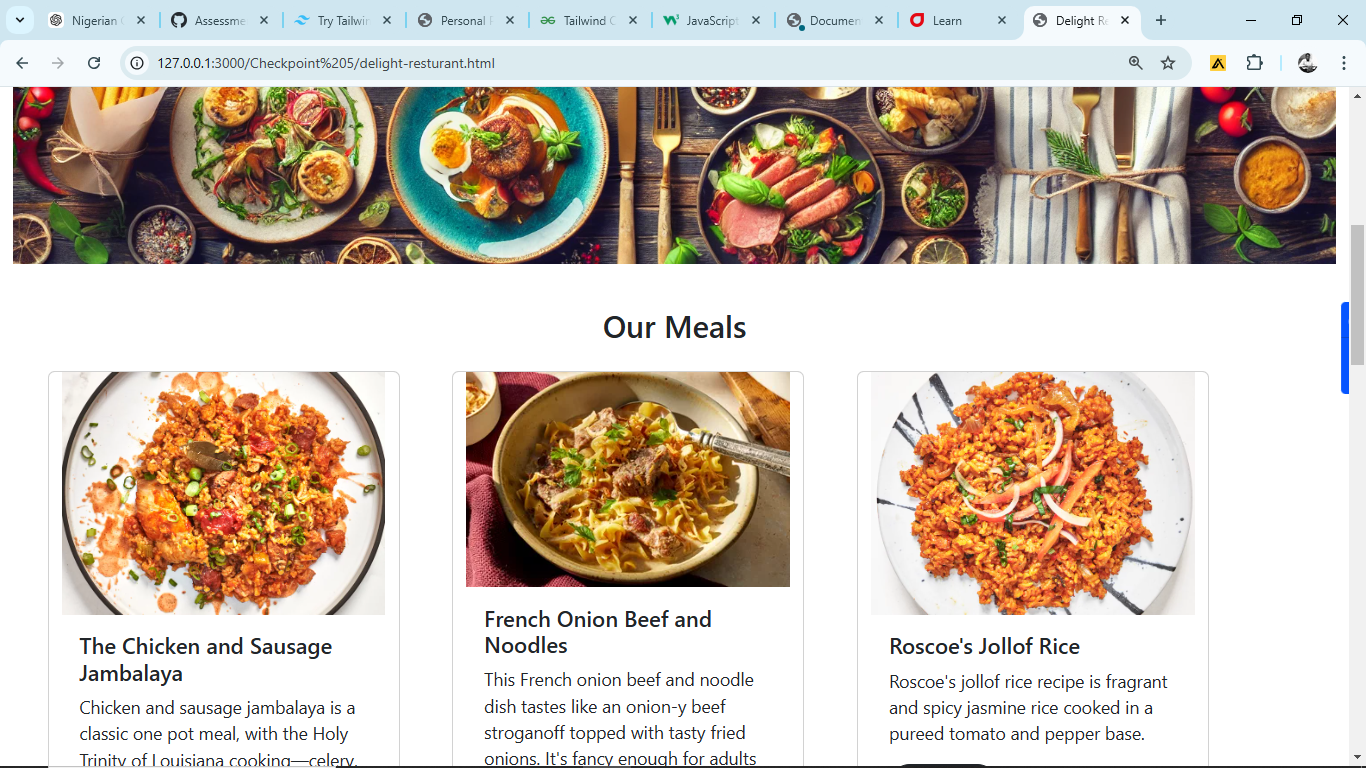 Nigerian
Assessme
Try Tailwin
Personal
Tailwind C
JavaScript
Documen
Learn
Delight Re
127.0.0.1:3000/Checkpoint%205/delight-resturant.html
Our Meals
The Chicken and Sausage
Jambalaya
Chicken and sausage jambalaya is a
classic one pot meal, with the Holy
Trinity of Louisiana cooking—celery,
French Onion Beef and
Noodles
This French onion beef and noodle
dish tastes like an onion-y beef
stroganoff topped with tasty fried
onions. It's fancy enough for adults
Roscoe's Jollof Rice
Roscoe's jollof rice recipe is fragrant
and spicy jasmine rice cooked in a
pureed tomato and pepper base.